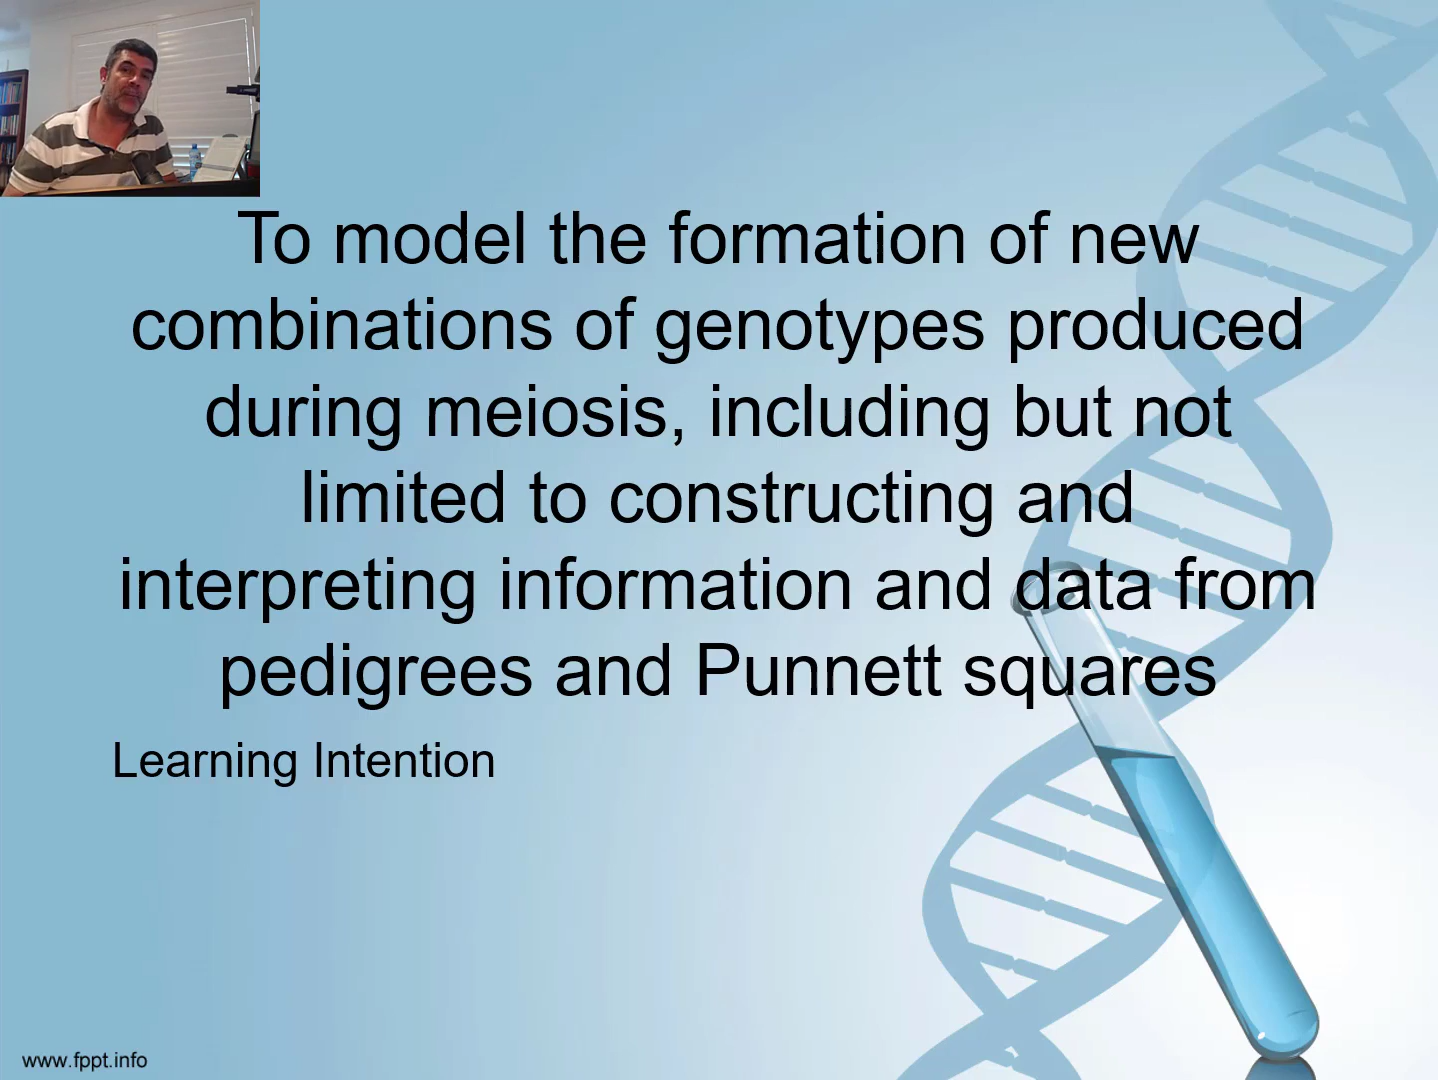 To model the formation of new
combinations of genotypes produced
during meiosis, including but not
limited to constructing and
interpreting information and data from
pedigrees and Punnett squares
Learning Intention
www.fppt.info